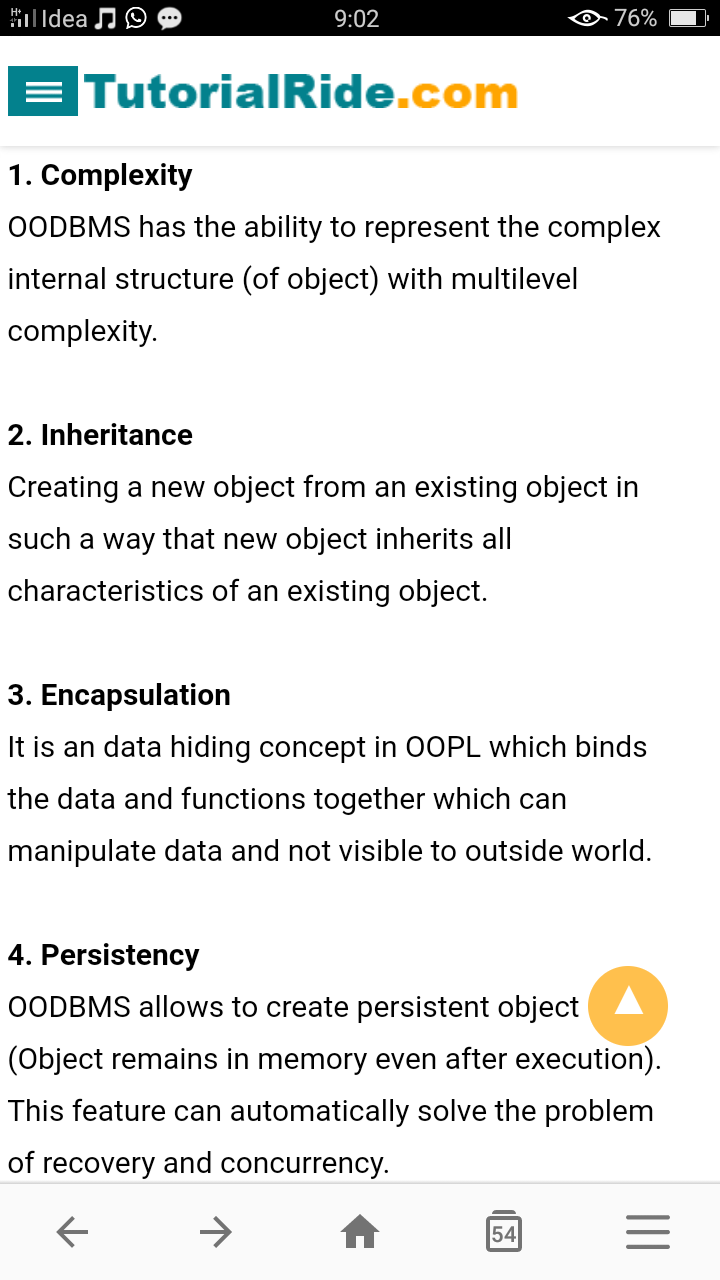 Idea 9:02 76%
TutorialRide.com
1. Complexity
OODBMS has the ability to represent the complex
internal structure (of object) with multilevel
complexity.
2. Inheritance
Creating a new object from an existing object in
such a way that new object inherits all
characteristics of an existing object.
3. Encapsulation
It is an data hiding concept in OOPL which binds
the data and functions together which can
manipulate data and not visible to outside world.
4. Persistency
OODBMS allows to create persistent object
(Object remains in memory even after execution).
This feature can automatically solve the problem
of recovery and concurrency.
54